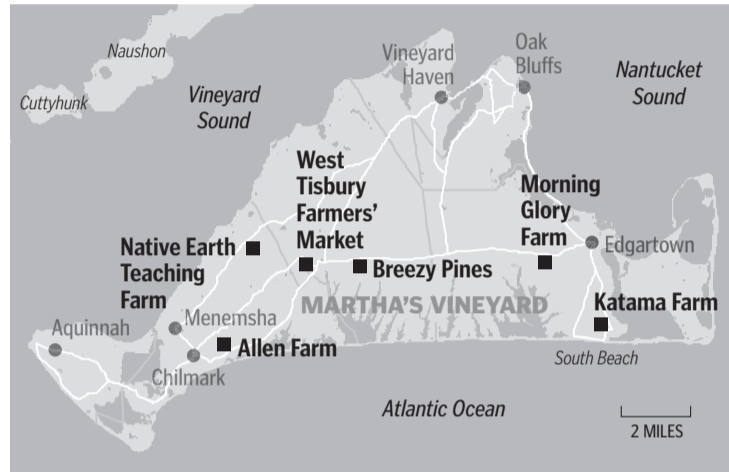 Naushon
Cuttyhunk
Vineyard
Sound
Vineyard
Haven
Oak
Bluffs
Nantucket
Sound
West
Tisbury
Farmers’
Market
Morning
Glory
Farm
Native Earth
Teaching
Farm
Breezy Pines
Edgartown
MARTHA’S VINEYARD
Katama Farm
Aquinnah
Menemsha
Allen Farm
Chilmark
South Beach
Atlantic Ocean
2 MILES